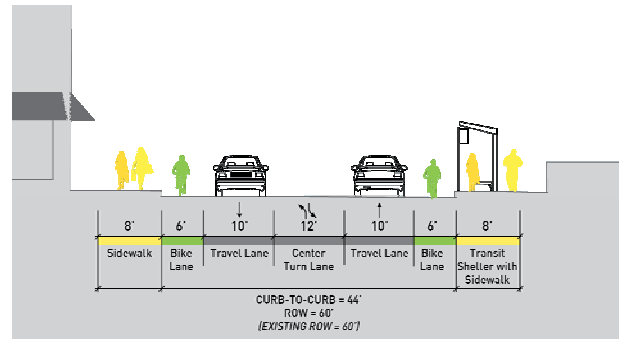 8' 6' 10' 12' 10' 6' 8'
Sidewalk Bike Travel Lane Center Travel Lane Bike Transit
Lane Turn Lane Lane Shelter with
Sidewalk
CURB-TO-CURB = 44'
ROW = 60'
(EXISTING ROW = 60')